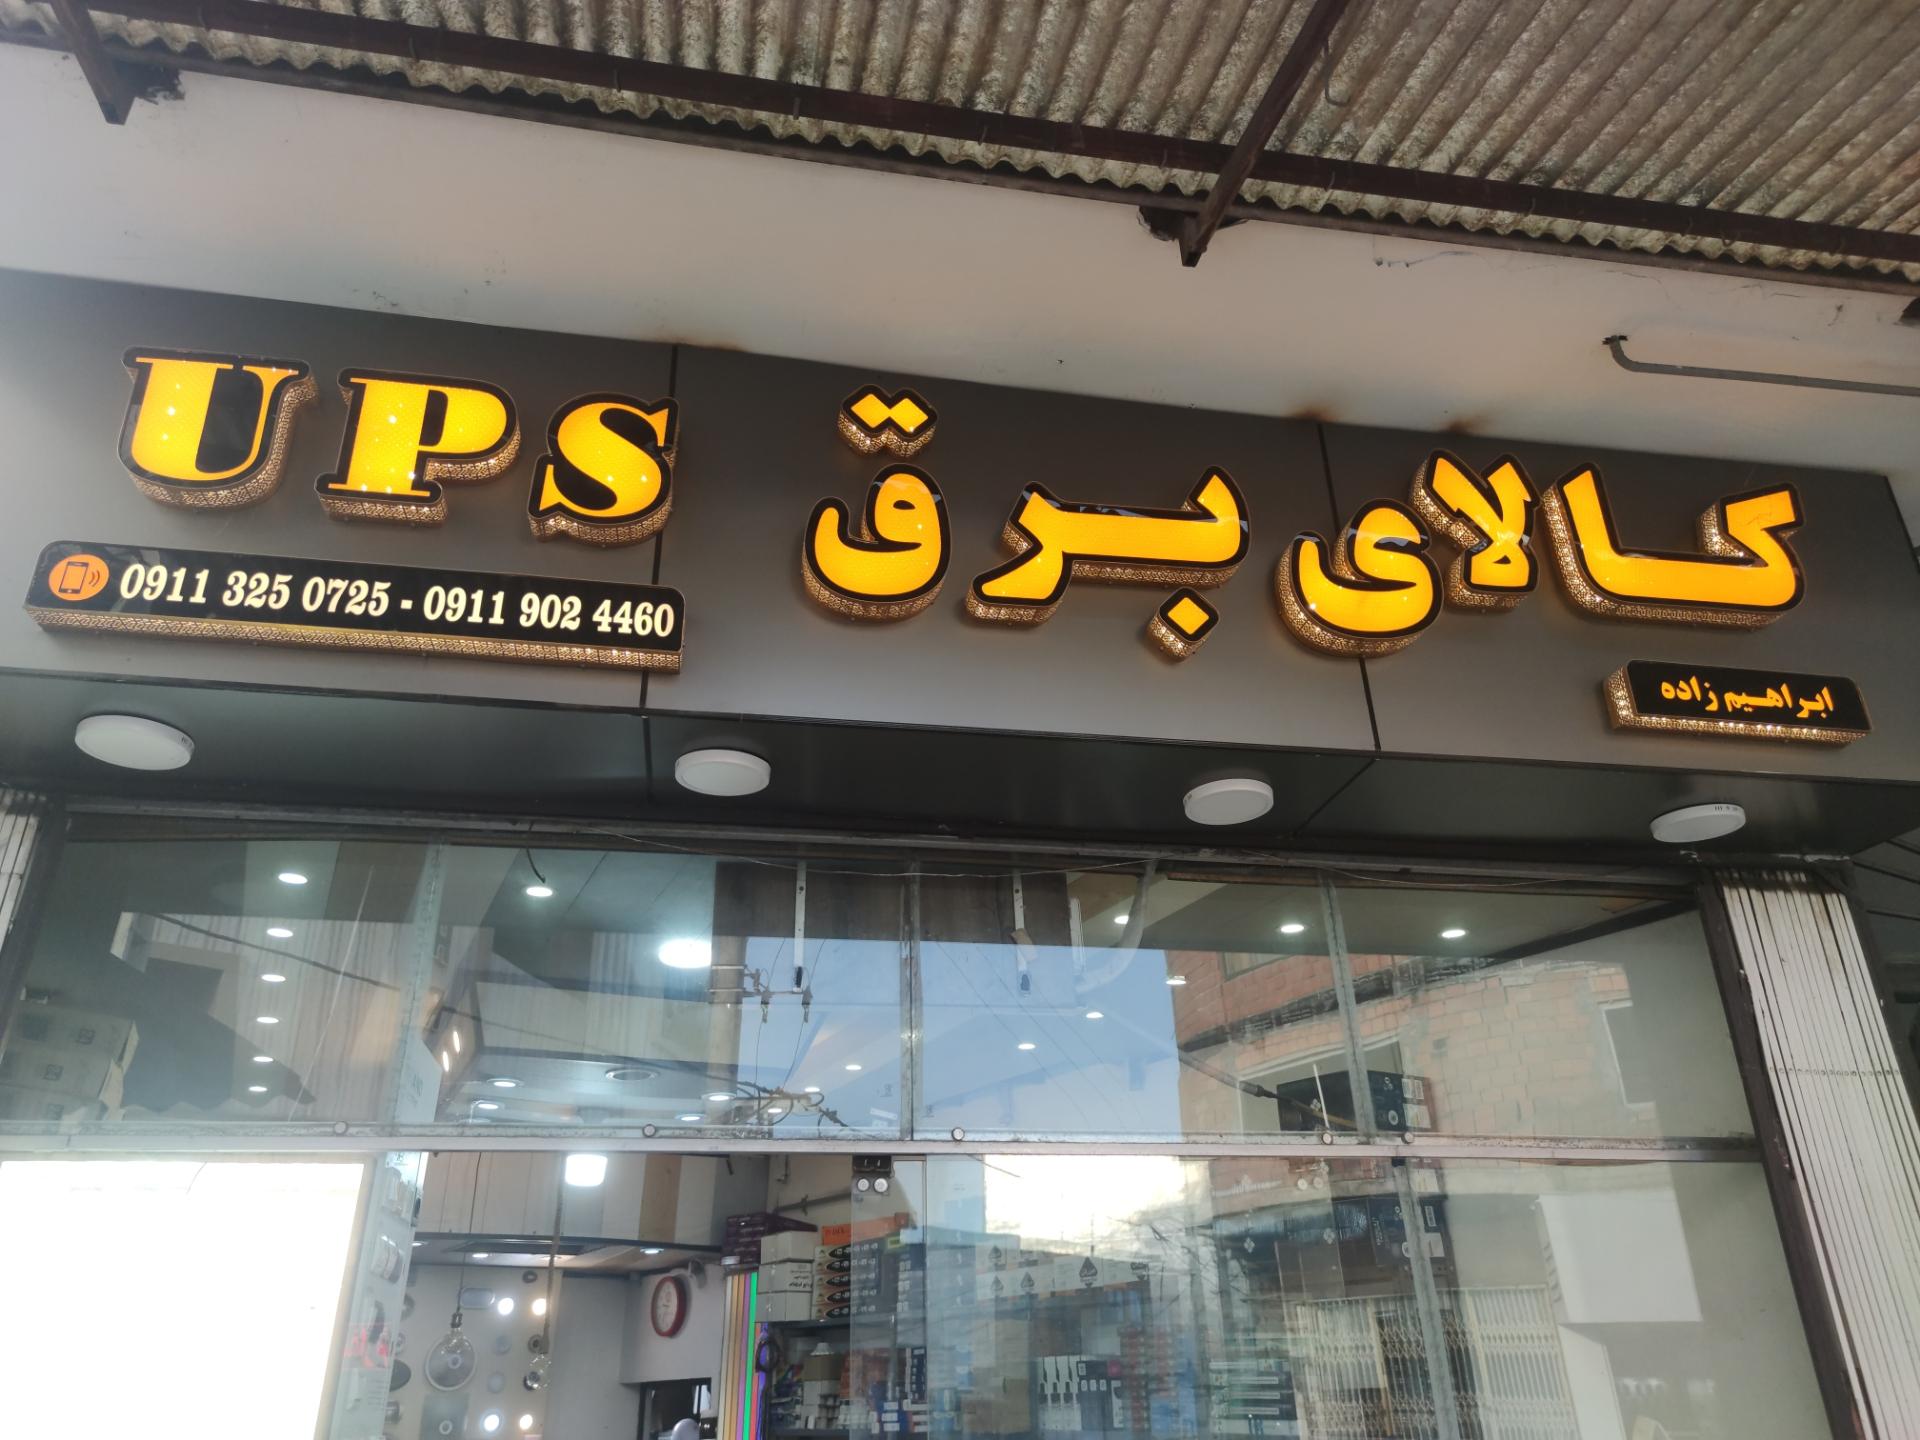 کالای برق UPS
ابراهیم زاده
0911 325 0725 - 0911 902 4460